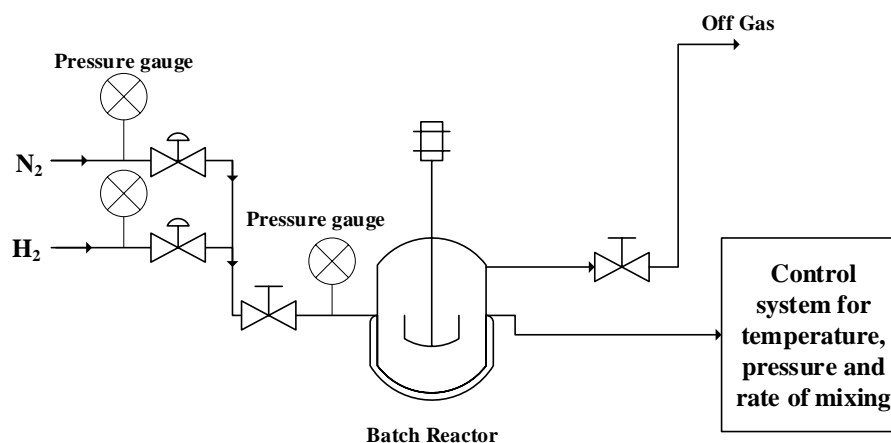 Off Gas
Pressure gauge
N₂
H₂
Pressure gauge
Control
system for
temperature,
pressure and
rate of mixing
Batch Reactor